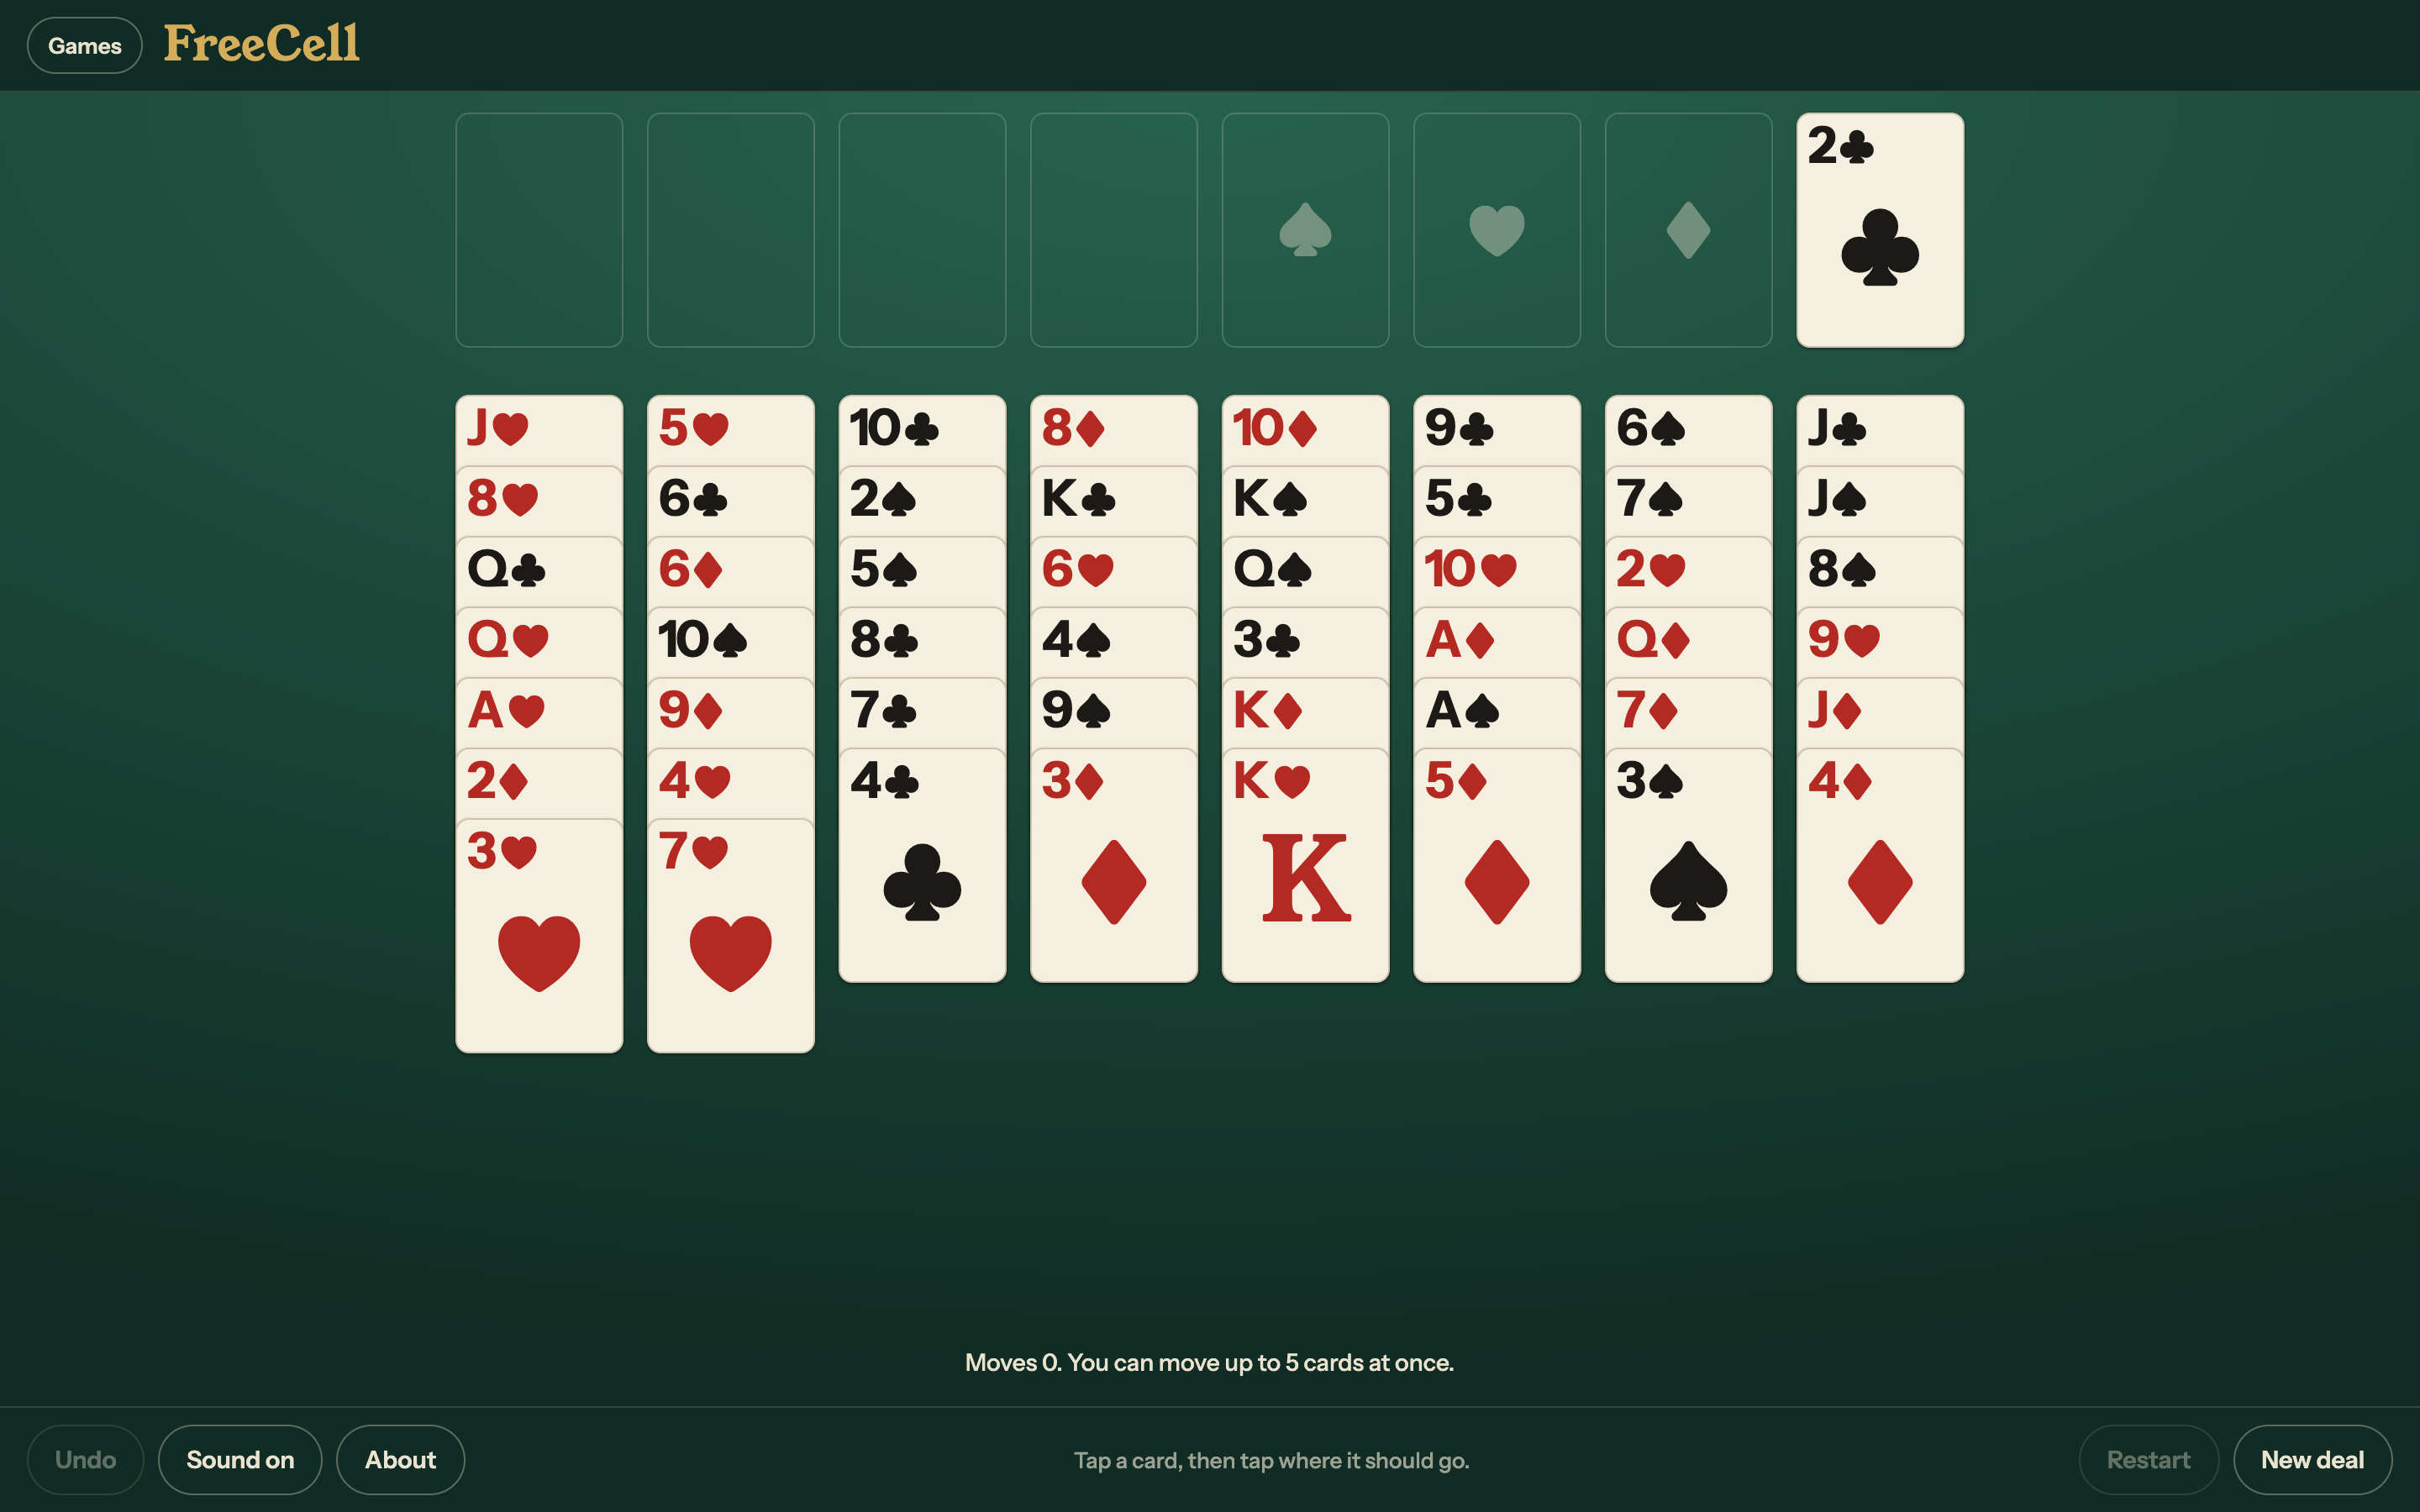 Games FreeCell
2♣
J♥ 5♥ 10♣ 8♦ 10♦ 9♣ 6♠ J♣
8♥ 6♣ 2♠ K♣ K♠ 5♣ 7♠ J♠
Q♣ 6♦ 5♠ 6♥ Q♠ 10♥ 2♥ 8♠
Q♥ 10♠ 8♣ 4♠ 3♣ A♦ Q♦ 9♥
A♥ 9♦ 7♣ 9♠ K♦ A♠ 7♦ J♦
2♦ 4♥ 4♣ 3♦ K♥ 5♦ 3♠ 4♦
K
3♥ 7♥
Moves 0. You can move up to 5 cards at once.
Undo Sound on About Tap a card, then tap where it should go. Restart New deal